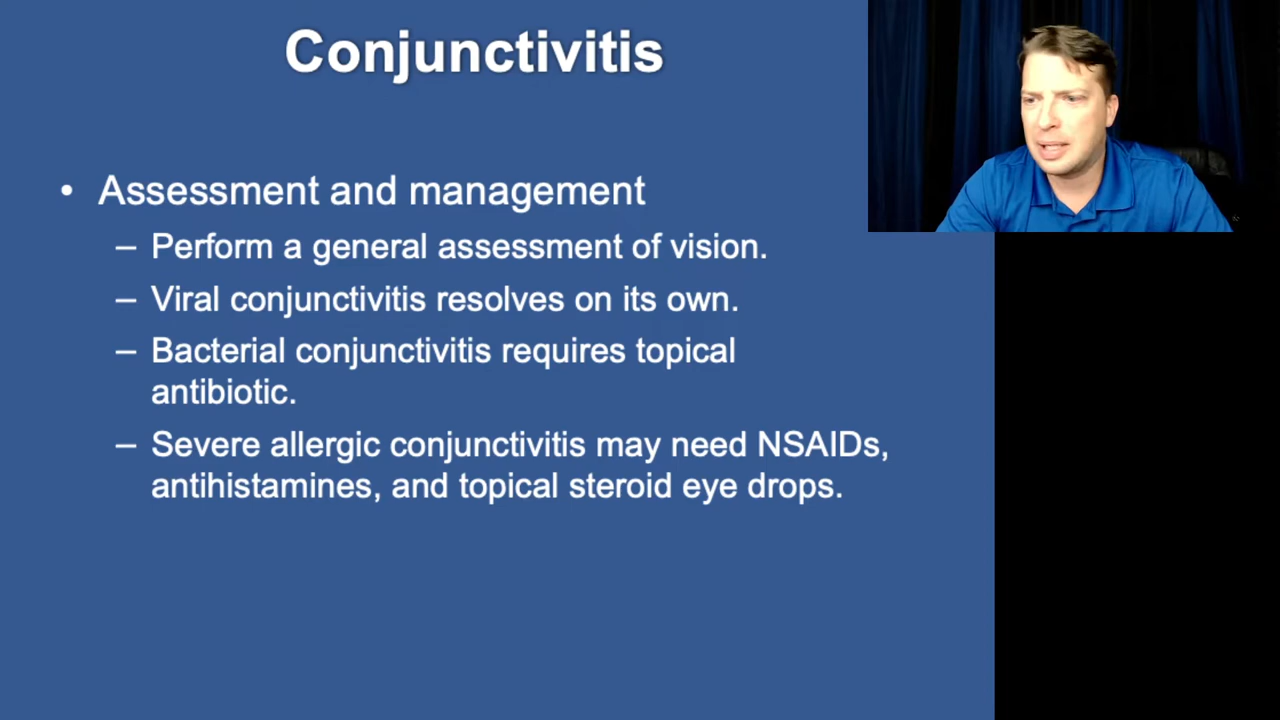 Conjunctivitis
• Assessment and management
– Perform a general assessment of vision.
– Viral conjunctivitis resolves on its own.
– Bacterial conjunctivitis requires topical
antibiotic.
– Severe allergic conjunctivitis may need NSAIDs,
antihistamines, and topical steroid eye drops.